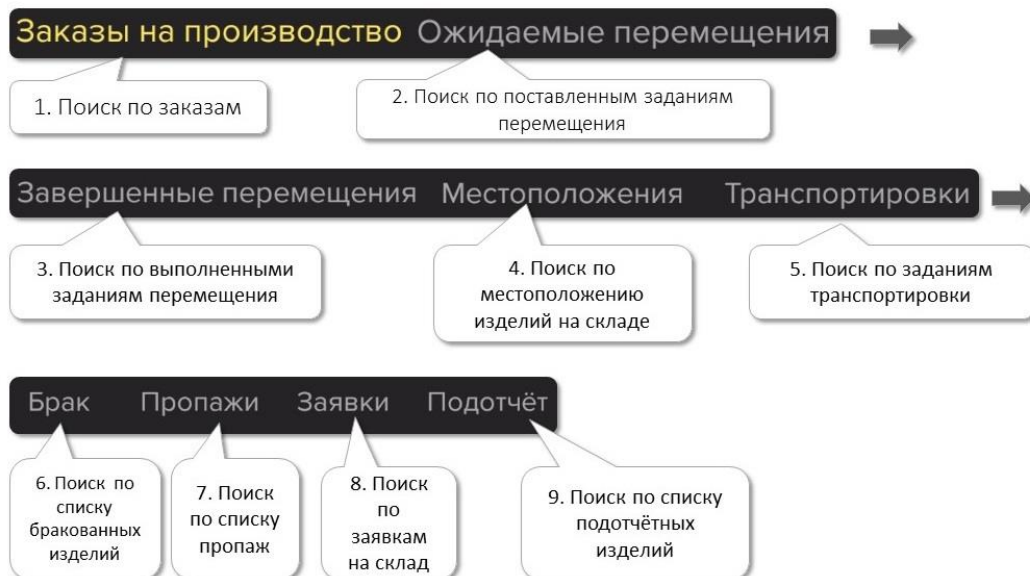 Заказы на производство Ожидаемые перемещения
1. Поиск по заказам
2. Поиск по поставленным заданиям
перемещения
Завершенные перемещения Местоположения Транспортировки
3. Поиск по выполненными
заданиям перемещения
4. Поиск по
местоположению
изделий на складе
5. Поиск по заданиям
транспортировки
Брак Пропажи Заявки Подотчёт
6. Поиск по
списку
бракованных
изделий
7. Поиск
по списку
пропаж
8. Поиск
по
заявкам
на склад
9. Поиск по списку
подотчётных
изделий